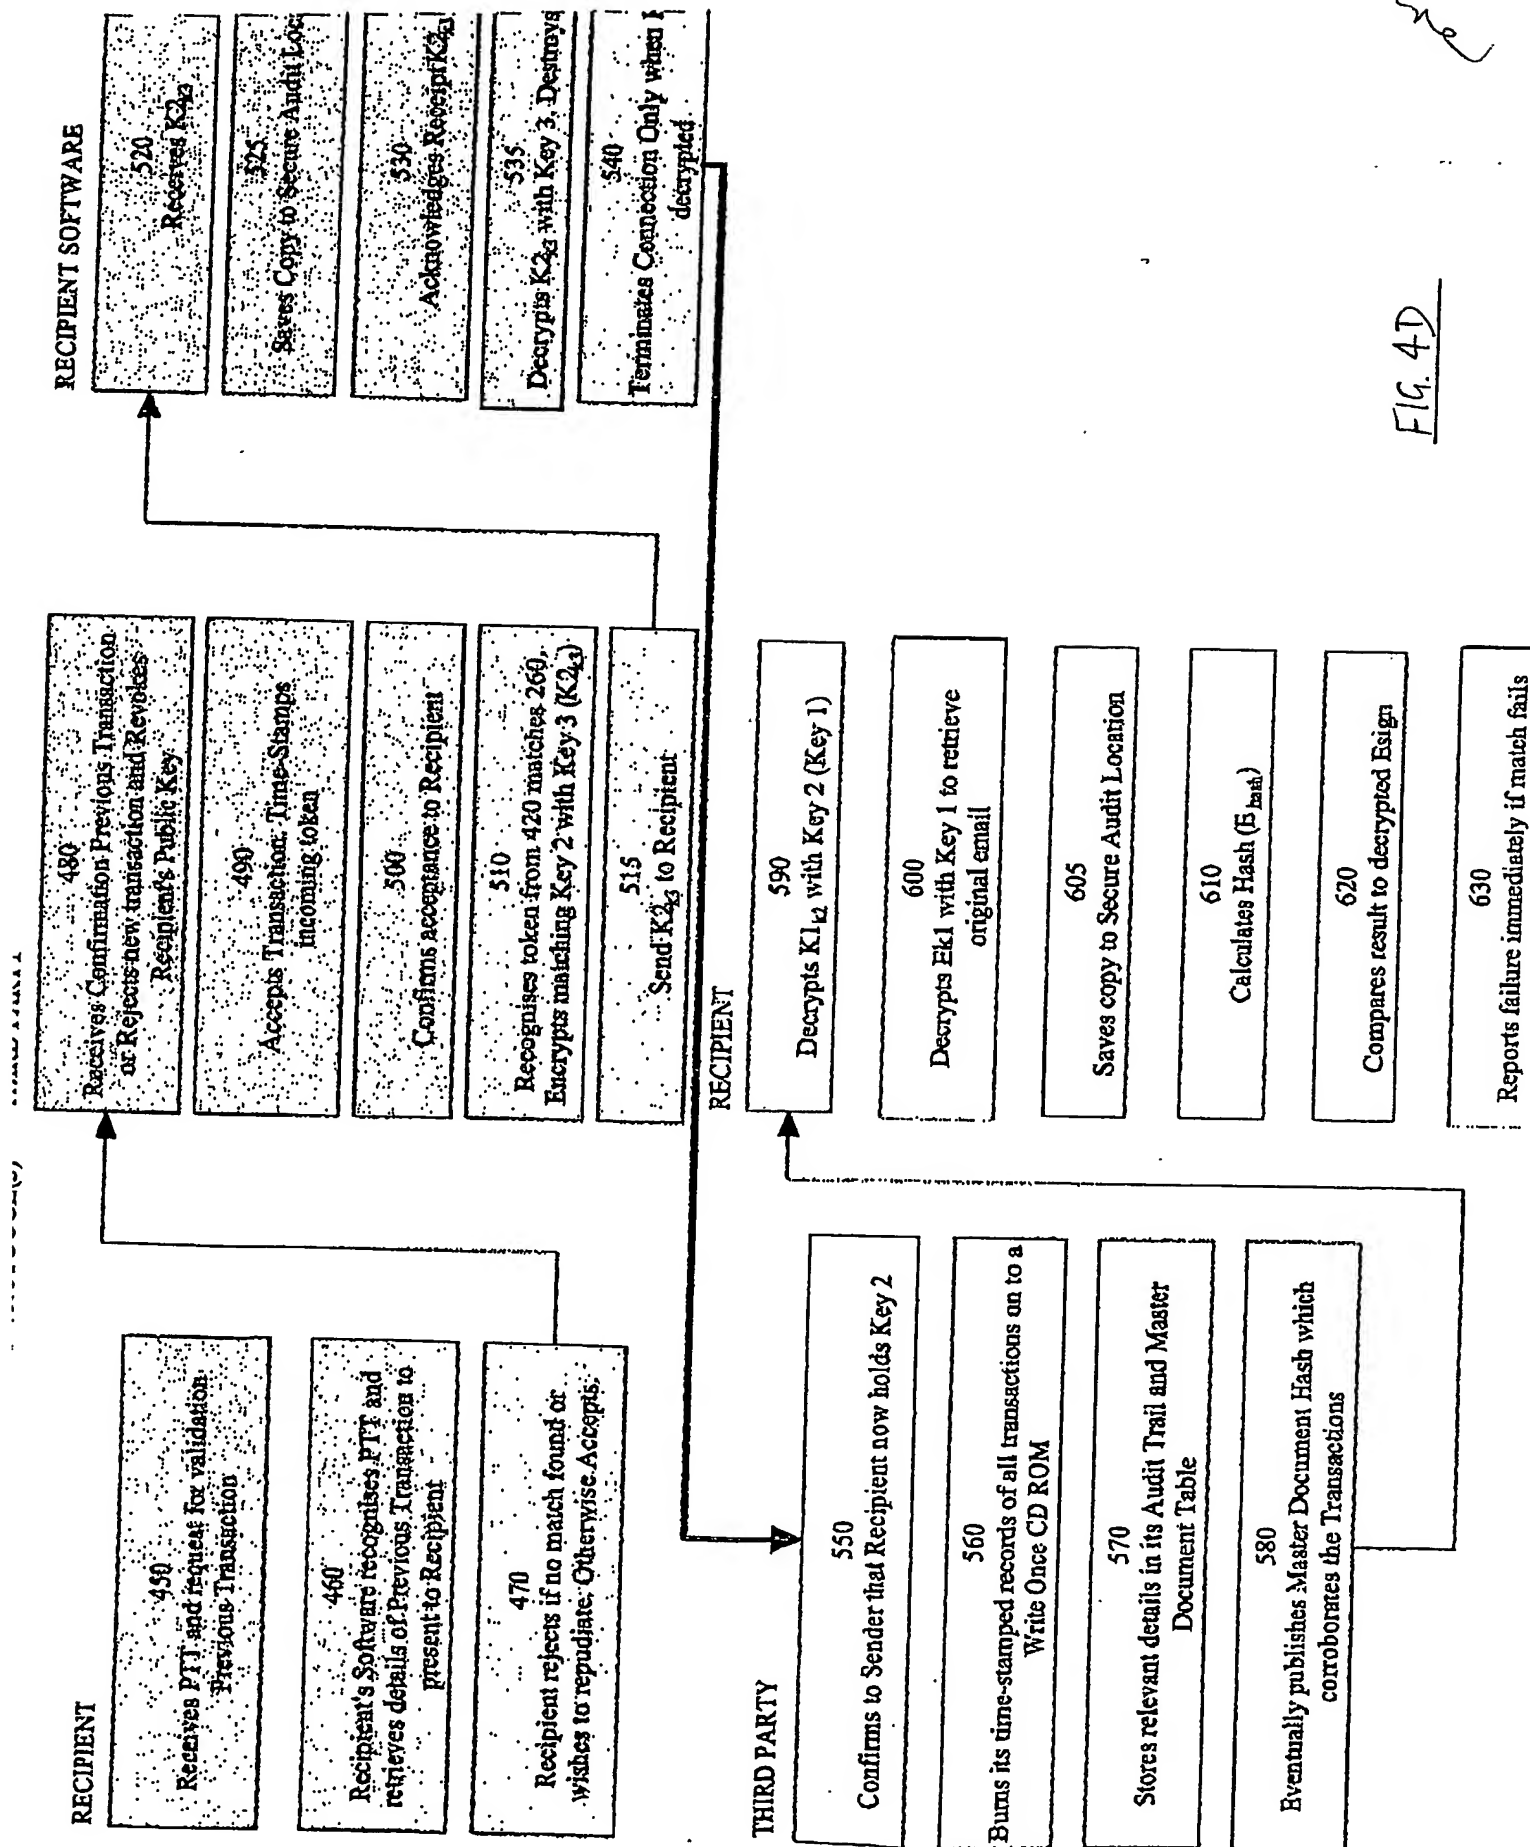 RECIPIENT
450
Receives PTT and request for validation
Previous Transaction
460
Recipient's Software recognises PTT and
retrieves details of Previous Transaction to
present to Recipient
470
Recipient rejects if no match found or
wishes to repudiate. Otherwise Accepts.
480
Receives Confirmation Previous Transaction
or Rejects new transaction and Revokes
Recipient's Public Key
490
Accepts Transaction. Time-Stamps
incoming token
500
Confirms acceptance to Recipient
510
Recognises token from 420 matches 260,
Encrypts matching Key 2 with Key 3 (K2k3)
515
Send K2k3 to Recipient
RECIPIENT SOFTWARE
520
Receives K2k3
525
Saves Copy to Secure Audit Loc
530
Acknowledges Receipt K2k3
535
Decrypts K2k3 with Key 3, Destroys
540
Terminates Connection Only when
decrypted
THIRD PARTY
550
Confirms to Sender that Recipient now holds Key 2
560
Burns its time-stamped records of all transactions on to a
Write Once CD ROM
570
Stores relevant details in its Audit Trail and Master
Document Table
580
Eventually publishes Master Document Hash which
corroborates the Transactions
RECIPIENT
590
Decrypts K1k2 with Key 2 (Key 1)
600
Decrypts Ek1 with Key 1 to retrieve
original email
605
Saves copy to Secure Audit Location
610
Calculates Hash (Ehash)
620
Compares result to decrypted Esign
630
Reports failure immediately if match fails
FIG. 4D